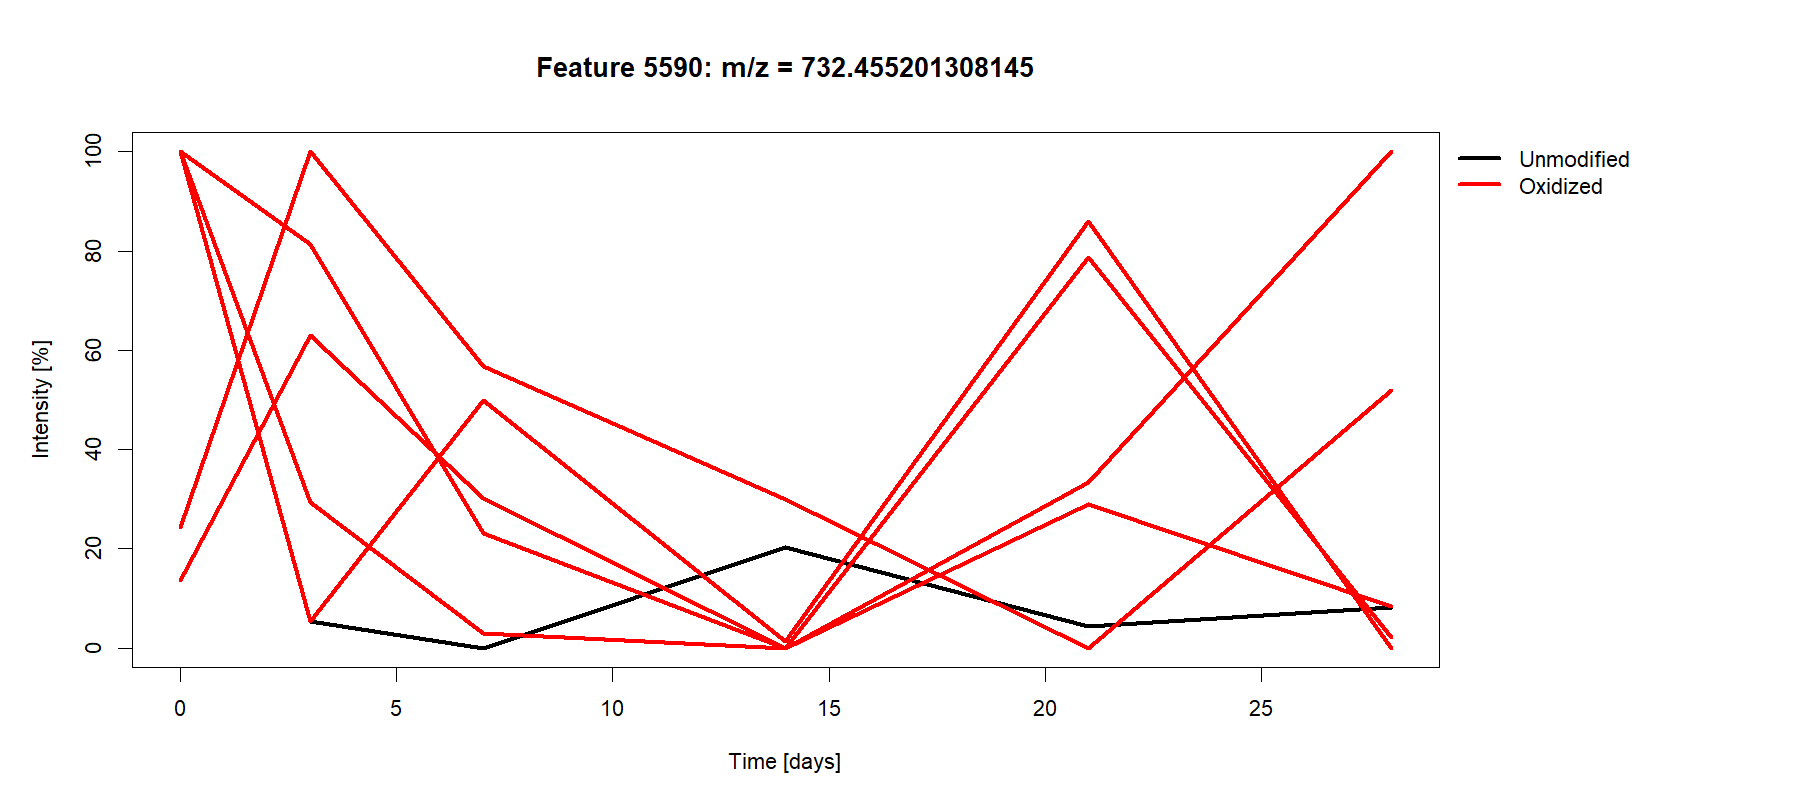 Feature 5590: m/z = 732.455201308145
100
80
60
40
20
0
Intensity [%]
0 5 10 15 20 25
Time [days]
Unmodified
Oxidized